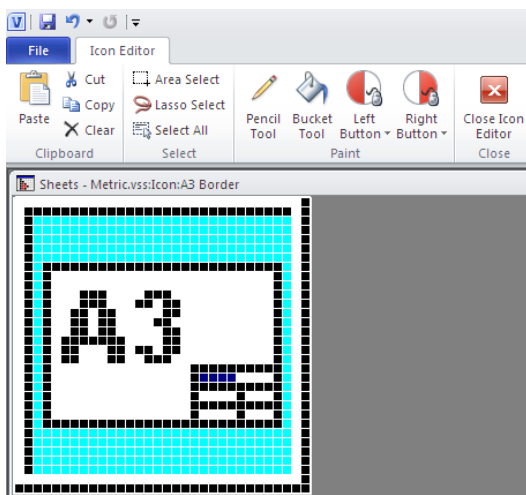 V
File Icon Editor
Paste
Cut
Copy
Clear
Area Select
Lasso Select
Select All
Pencil Tool
Bucket Tool
Left Button
Right Button
Close Icon Editor
Clipboard Select Paint Close
Sheets - Metric.vss:Icon:A3 Border
A3